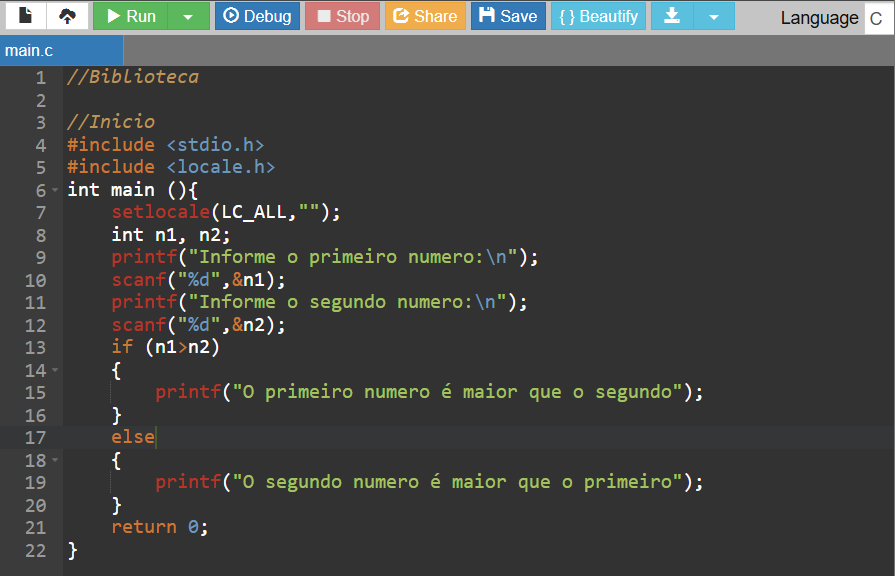 Run Debug Stop Share Save { } Beautify Language C
main.c
1 //Biblioteca
2
3 //Inicio
4 #include <stdio.h>
5 #include <locale.h>
6 int main (){
7 setlocale(LC_ALL,"");
8 int n1, n2;
9 printf("Informe o primeiro numero:\n");
10 scanf("%d",&n1);
11 printf("Informe o segundo numero:\n");
12 scanf("%d",&n2);
13 if (n1>n2)
14 {
15 printf("O primeiro numero é maior que o segundo");
16 }
17 else
18 {
19 printf("O segundo numero é maior que o primeiro");
20 }
21 return 0;
22 }